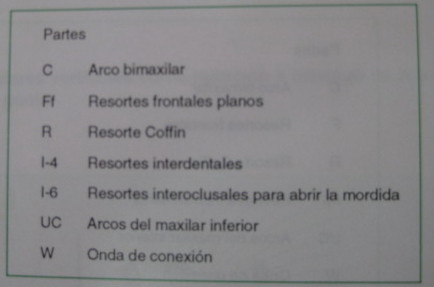 Partes
C Arco bimaxilar
Ff Resortes frontales planos
R Resorte Coffin
I-4 Resortes interdentales
I-6 Resortes interoclusales para abrir la mordida
UC Arcos del maxilar inferior
W Onda de conexión